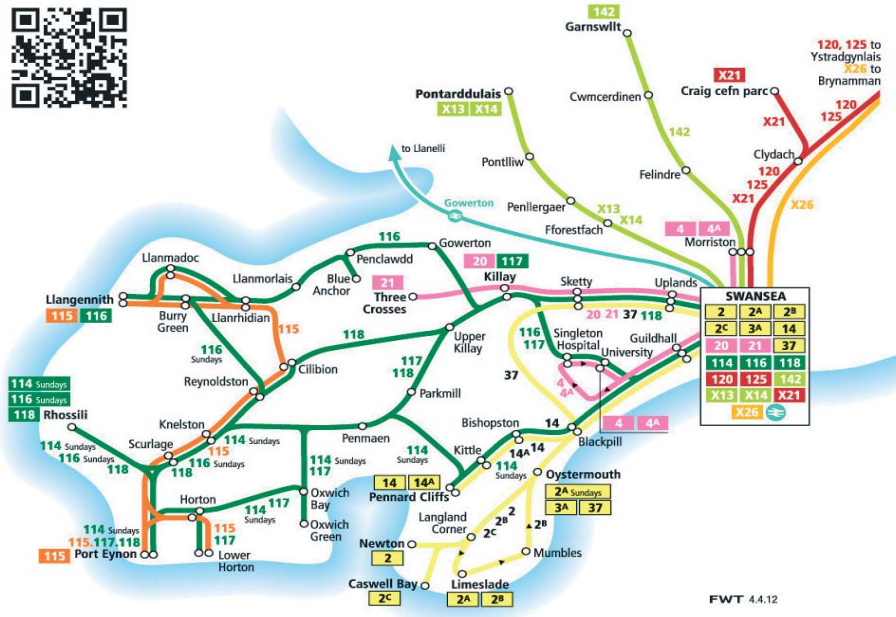 142
Garnswllt
120, 125 to
Ystradgynlais
X26 to
Brynamman
X21
Craig cefn parc
Pontarddulais
X13 X14
Cwmcerdinen
120
125
X21
142
Clydach
to Llanelli
Pontlliw
Felindre
120
125
X21
X26
Gowerton
Penllergaer
X13
X14
Fforestfach
4 4A
Morriston
116
Gowerton
Llanmadoc
Penclawdd
20 117
Killay
Llanmorlais
Blue
Anchor
21
Three
Crosses
Sketty
Uplands
Llangennith
115 116
Burry
Green
Llanrhidian
115
20 21 37 118
SWANSEA
2 2A 2B
2C 3A 14
20 21 37
114 116 118
120 125 142
X13 X14 X21
X26
118
Upper
Killay
116
117
Singleton
Hospital
University
Guildhall
116
Sundays
Cilibion
117
118
37
4
4A
Reynoldston
Parkmill
114 Sundays
116 Sundays
118
Rhossili
Knelston
115
114
Sundays
Penmaen
Bishopston
14
Blackpill
4 4A
Scurlage
114
Sundays
116
Sundays
118
116
Sundays
118
114
Sundays
Kittle
14A
14
114
Sundays
14
114
117
14 14A
Pennard Cliffs
Oystermouth
2A Sundays
3A 37
Horton
114
Sundays
117
Oxwich
Bay
Langland
Corner
2
2B
2C
2B
114 Sundays
115.117.118
115
117
Oxwich
Green
Newton
2
Mumbles
115 Port Eynon
Lower
Horton
Caswell Bay
2C
Limeslade
2A 2B
FWT 4.4.12